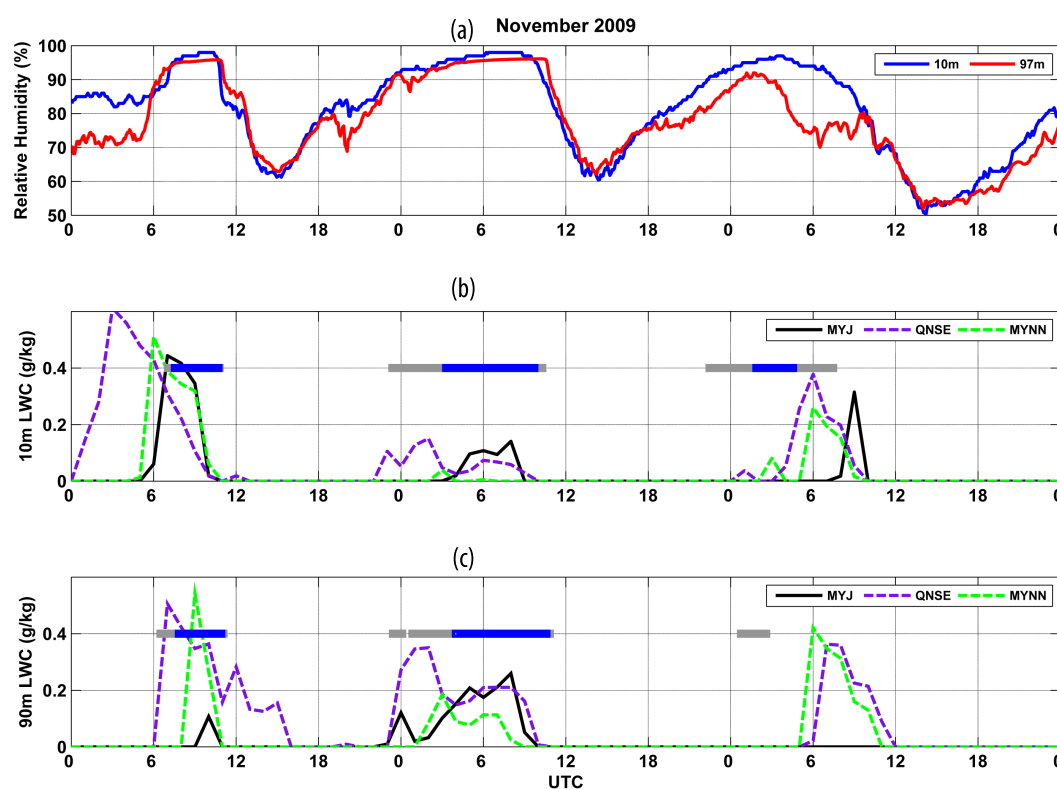 (a) November 2009
Relative Humidity (%)
100
90
80
70
60
50
10m 97m
0 6 12 18 0 6 12 18 0 6 12 18 0
(b)
10m LWC (g/kg)
0.4
0.2
0
MYJ QNSE MYNN
0 6 12 18 0 6 12 18 0 6 12 18 0
(c)
90m LWC (g/kg)
0.4
0.2
0
MYJ QNSE MYNN
0 6 12 18 0 6 12 18 0 6 12 18 0
UTC